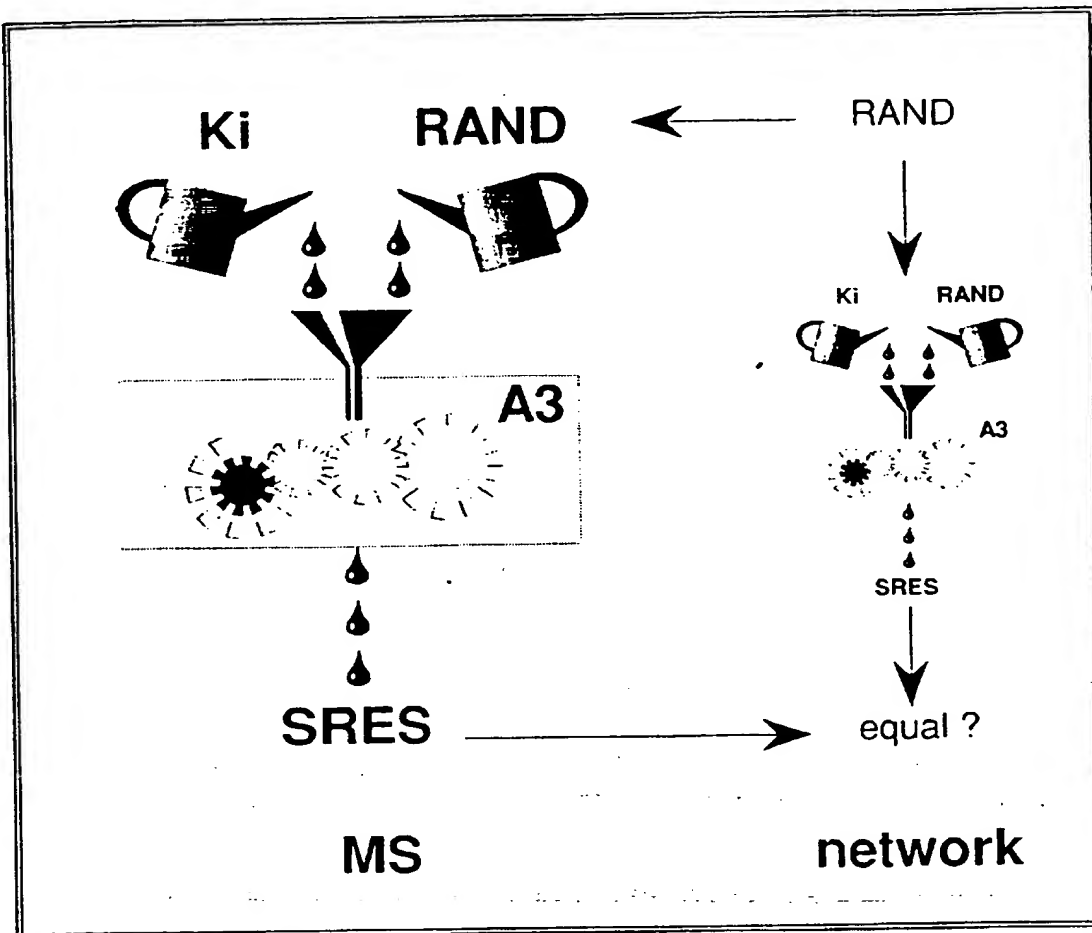 Ki RAND RAND
Ki RAND
A3
A3
SRES
SRES equal ?
MS network